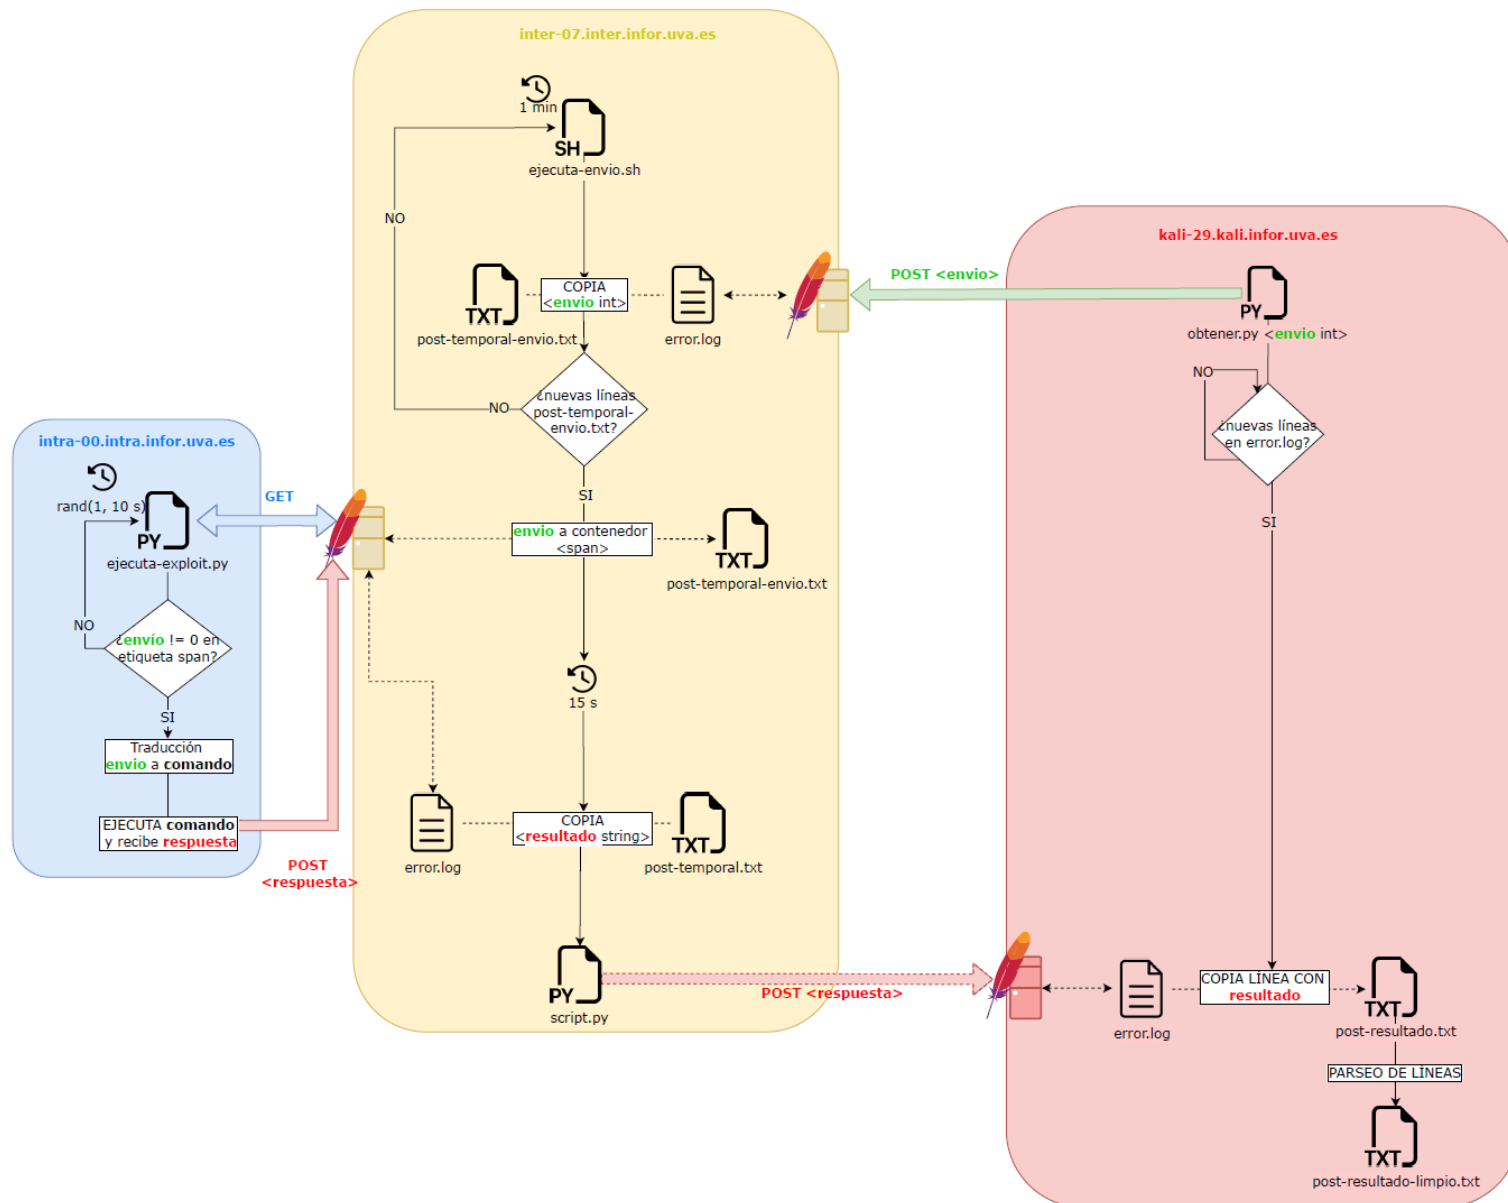 inter-07.inter.infor.uva.es
1 min
SH
ejecuta-envio.sh
NO
COPIA
<envio int>
TXT
post-temporal-envio.txt
error.log
¿nuevas líneas
post-temporal-
envio.txt?
NO
SI
envio a contenedor
<span>
TXT
post-temporal-envio.txt
15 s
COPIA
<resultado string>
error.log
TXT
post-temporal.txt
PY
script.py
intra-00.intra.infor.uva.es
rand(1, 10 s)
PY
ejecuta-exploit.py
GET
NO
¿envío != 0 en
etiqueta span?
SI
Traducción
envio a comando
EJECUTA comando
y recibe respuesta
POST
<respuesta>
kali-29.kali.infor.uva.es
POST <envio>
PY
obtener.py <envio int>
NO
¿nuevas líneas
en error.log?
SI
POST <respuesta>
error.log
COPIA LÍNEA CON
resultado
TXT
post-resultado.txt
PARSEO DE LÍNEAS
TXT
post-resultado-limpio.txt